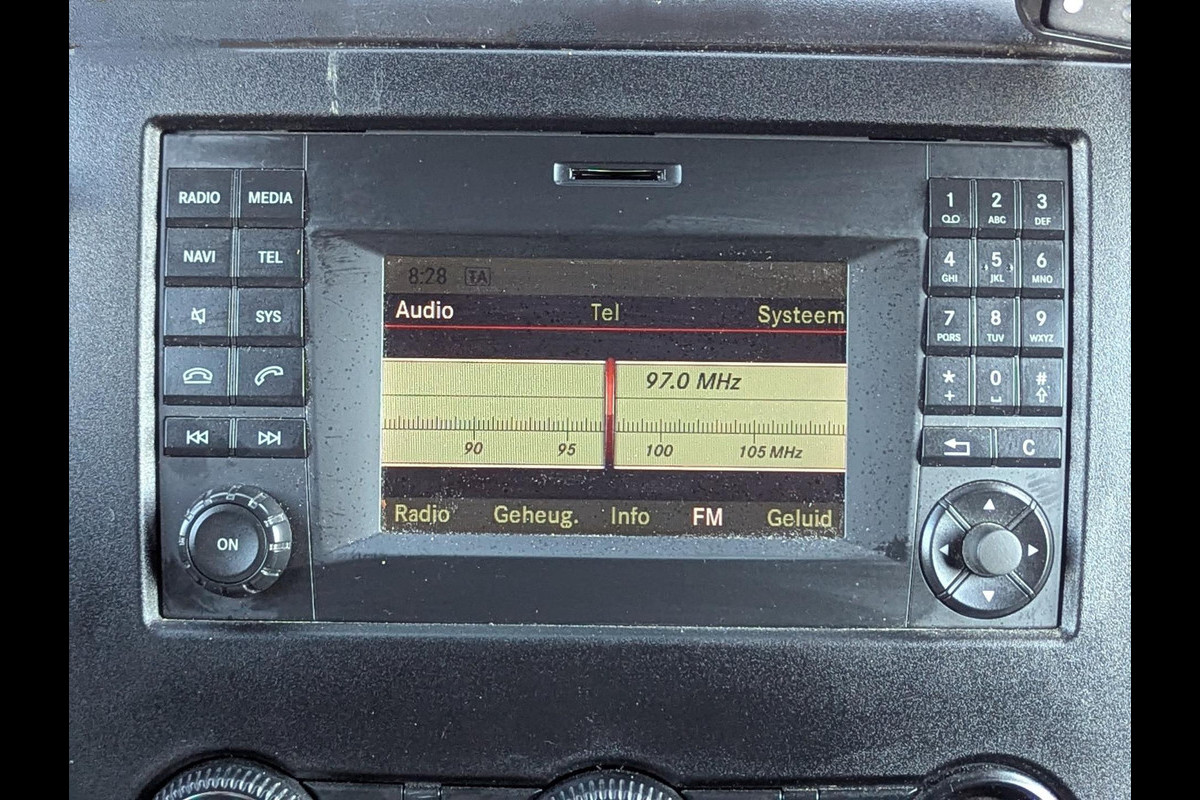 RADIO MEDIA
NAVI TEL
SYS
ON
8:28 TA
Audio Tel Systeem
97.0 MHz
90 95 100 105 MHz
Radio Geheug. Info FM Geluid
1 2 ABC 3 DEF
4 GHI 5 JKL 6 MNO
7 PQRS 8 TUV 9 WXYZ
* + 0 #
C